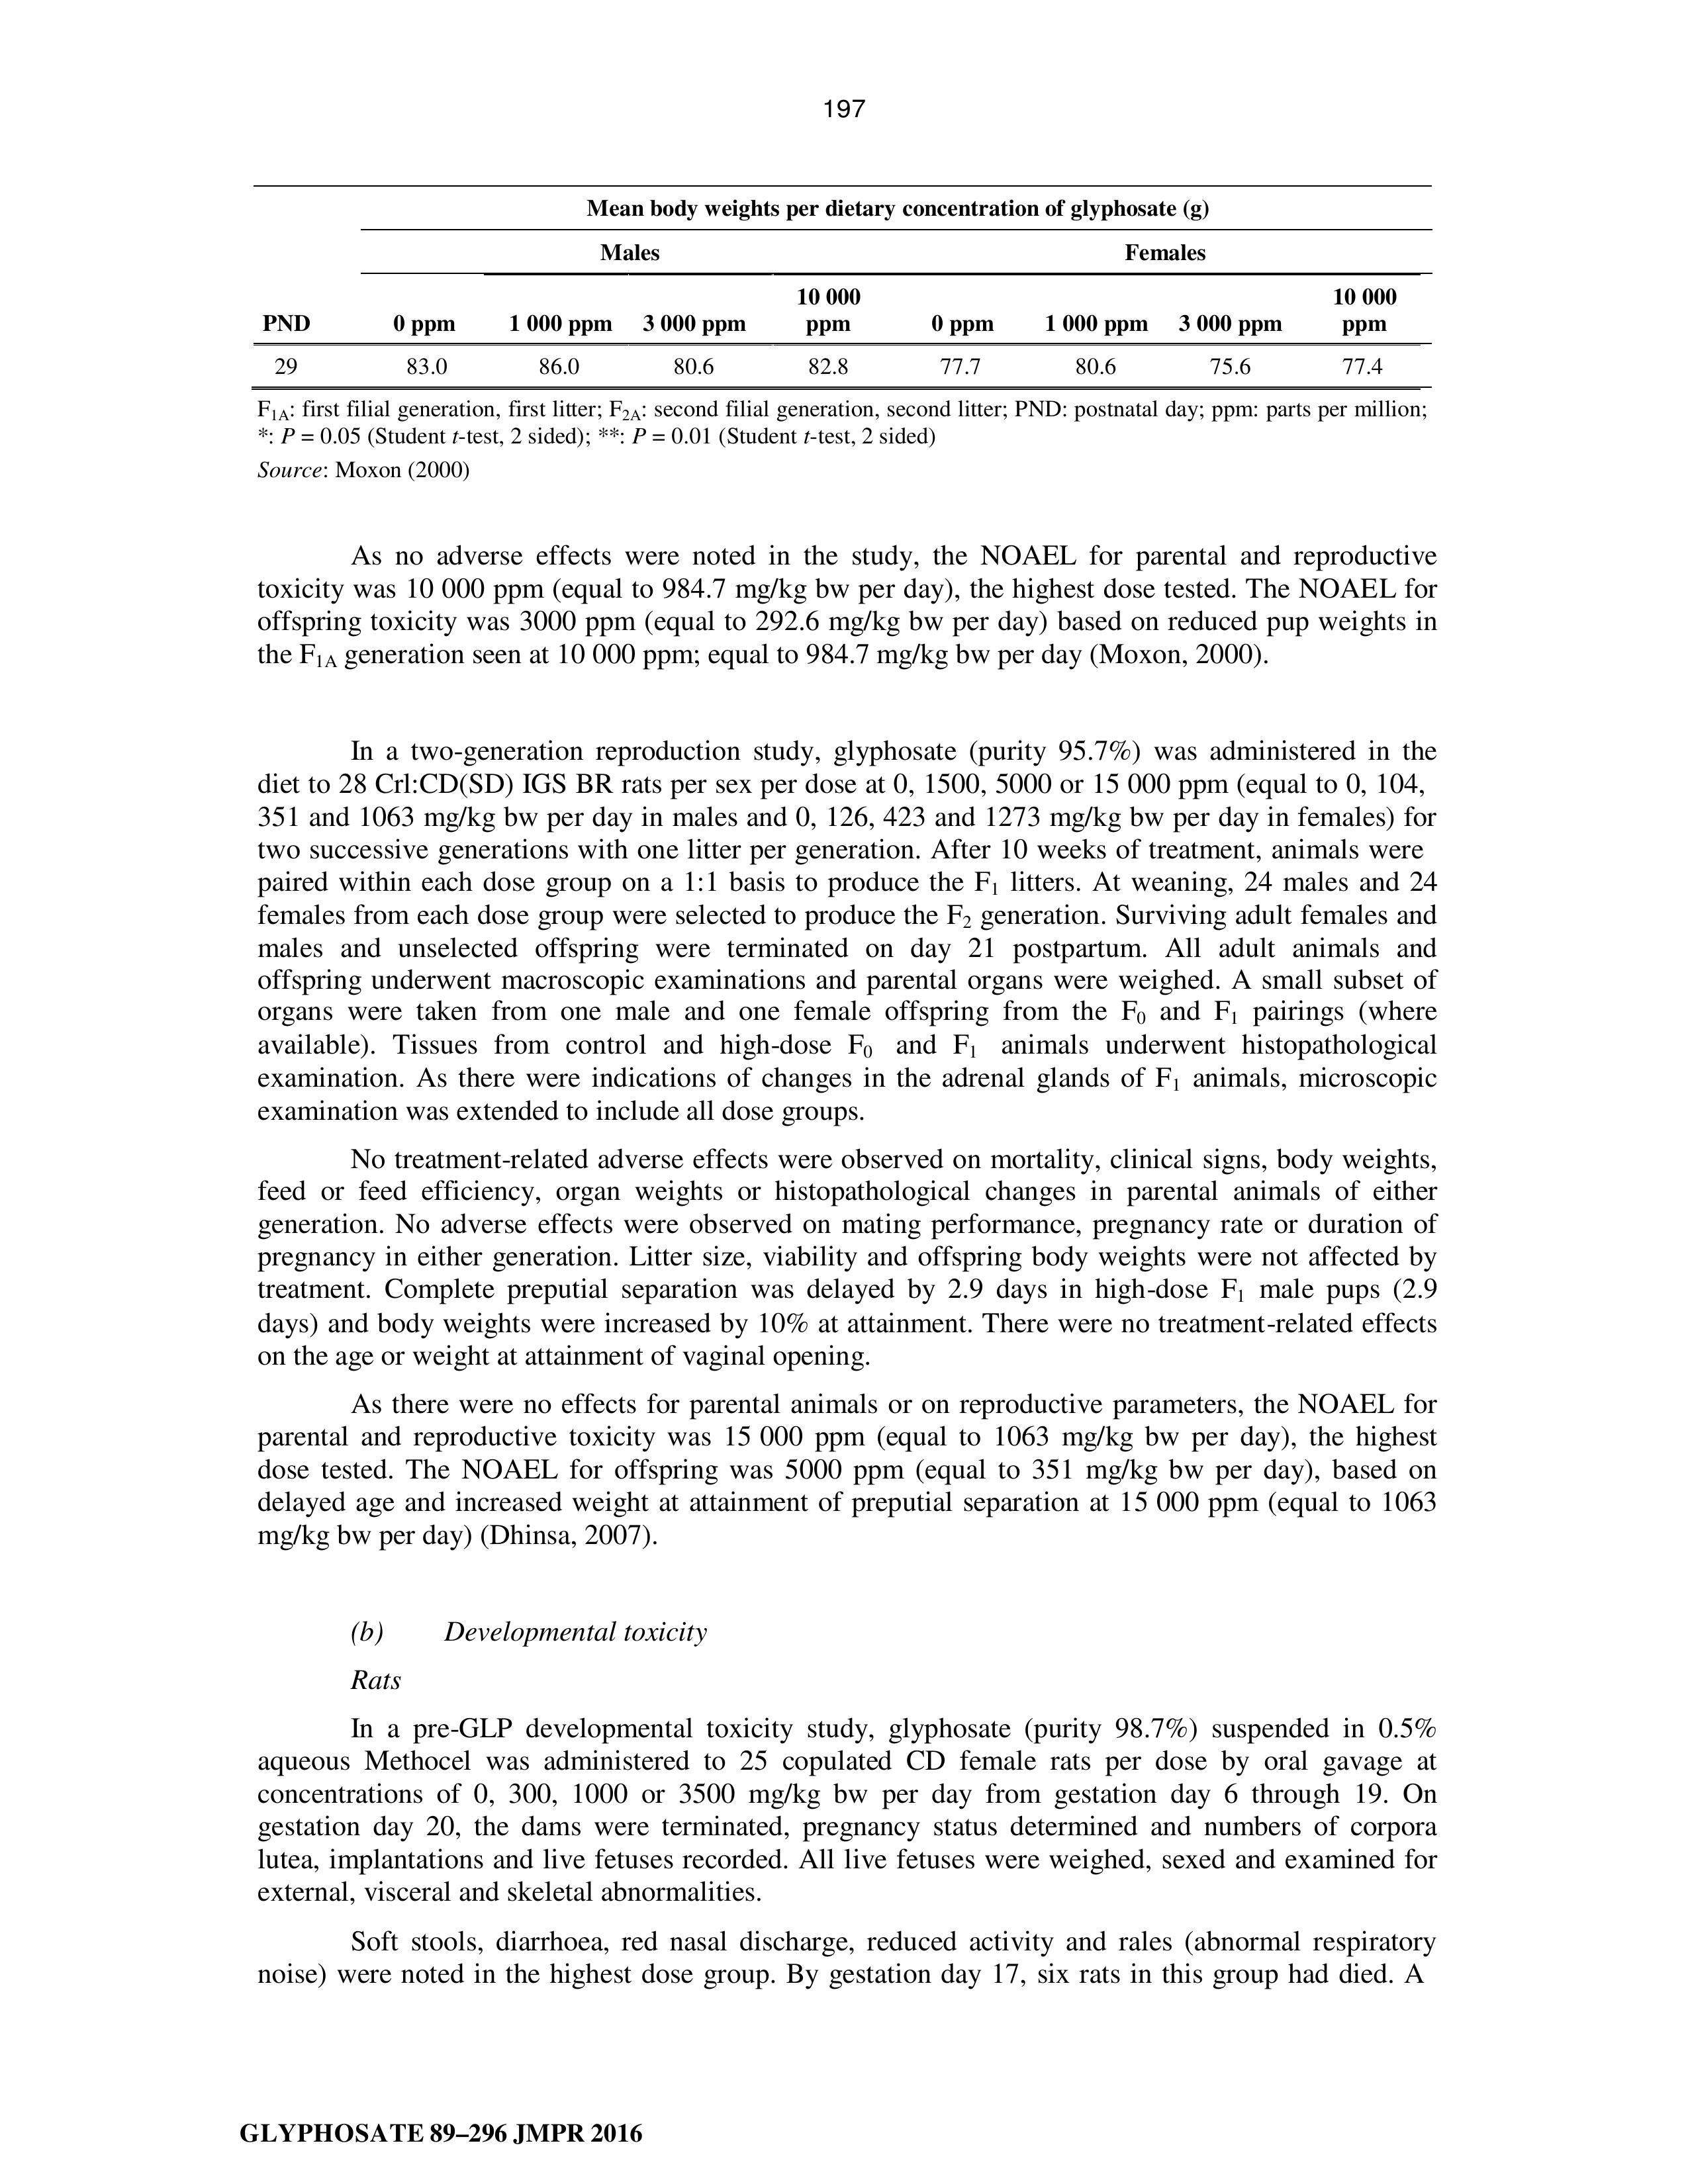 197
Mean body weights per dietary concentration of glyphosate (g)
Males Females
PND 0 ppm 1 000 ppm 3 000 ppm 10 000 ppm 0 ppm 1 000 ppm 3 000 ppm 10 000 ppm
29 83.0 86.0 80.6 82.8 77.7 80.6 75.6 77.4
F1A: first filial generation, first litter; F2A: second filial generation, second litter; PND: postnatal day; ppm: parts per million;
*: P = 0.05 (Student t-test, 2 sided); **: P = 0.01 (Student t-test, 2 sided)
Source: Moxon (2000)
As no adverse effects were noted in the study, the NOAEL for parental and reproductive
toxicity was 10 000 ppm (equal to 984.7 mg/kg bw per day), the highest dose tested. The NOAEL for
offspring toxicity was 3000 ppm (equal to 292.6 mg/kg bw per day) based on reduced pup weights in
the F1A generation seen at 10 000 ppm; equal to 984.7 mg/kg bw per day (Moxon, 2000).
In a two-generation reproduction study, glyphosate (purity 95.7%) was administered in the
diet to 28 Crl:CD(SD) IGS BR rats per sex per dose at 0, 1500, 5000 or 15 000 ppm (equal to 0, 104,
351 and 1063 mg/kg bw per day in males and 0, 126, 423 and 1273 mg/kg bw per day in females) for
two successive generations with one litter per generation. After 10 weeks of treatment, animals were
paired within each dose group on a 1:1 basis to produce the F1 litters. At weaning, 24 males and 24
females from each dose group were selected to produce the F2 generation. Surviving adult females and
males and unselected offspring were terminated on day 21 postpartum. All adult animals and
offspring underwent macroscopic examinations and parental organs were weighed. A small subset of
organs were taken from one male and one female offspring from the F0 and F1 pairings (where
available). Tissues from control and high-dose F0 and F1 animals underwent histopathological
examination. As there were indications of changes in the adrenal glands of F1 animals, microscopic
examination was extended to include all dose groups.
No treatment-related adverse effects were observed on mortality, clinical signs, body weights,
feed or feed efficiency, organ weights or histopathological changes in parental animals of either
generation. No adverse effects were observed on mating performance, pregnancy rate or duration of
pregnancy in either generation. Litter size, viability and offspring body weights were not affected by
treatment. Complete preputial separation was delayed by 2.9 days in high-dose F1 male pups (2.9
days) and body weights were increased by 10% at attainment. There were no treatment-related effects
on the age or weight at attainment of vaginal opening.
As there were no effects for parental animals or on reproductive parameters, the NOAEL for
parental and reproductive toxicity was 15 000 ppm (equal to 1063 mg/kg bw per day), the highest
dose tested. The NOAEL for offspring was 5000 ppm (equal to 351 mg/kg bw per day), based on
delayed age and increased weight at attainment of preputial separation at 15 000 ppm (equal to 1063
mg/kg bw per day) (Dhinsa, 2007).
(b) Developmental toxicity
Rats
In a pre-GLP developmental toxicity study, glyphosate (purity 98.7%) suspended in 0.5%
aqueous Methocel was administered to 25 copulated CD female rats per dose by oral gavage at
concentrations of 0, 300, 1000 or 3500 mg/kg bw per day from gestation day 6 through 19. On
gestation day 20, the dams were terminated, pregnancy status determined and numbers of corpora
lutea, implantations and live fetuses recorded. All live fetuses were weighed, sexed and examined for
external, visceral and skeletal abnormalities.
Soft stools, diarrhoea, red nasal discharge, reduced activity and rales (abnormal respiratory
noise) were noted in the highest dose group. By gestation day 17, six rats in this group had died. A
GLYPHOSATE 89–296 JMPR 2016